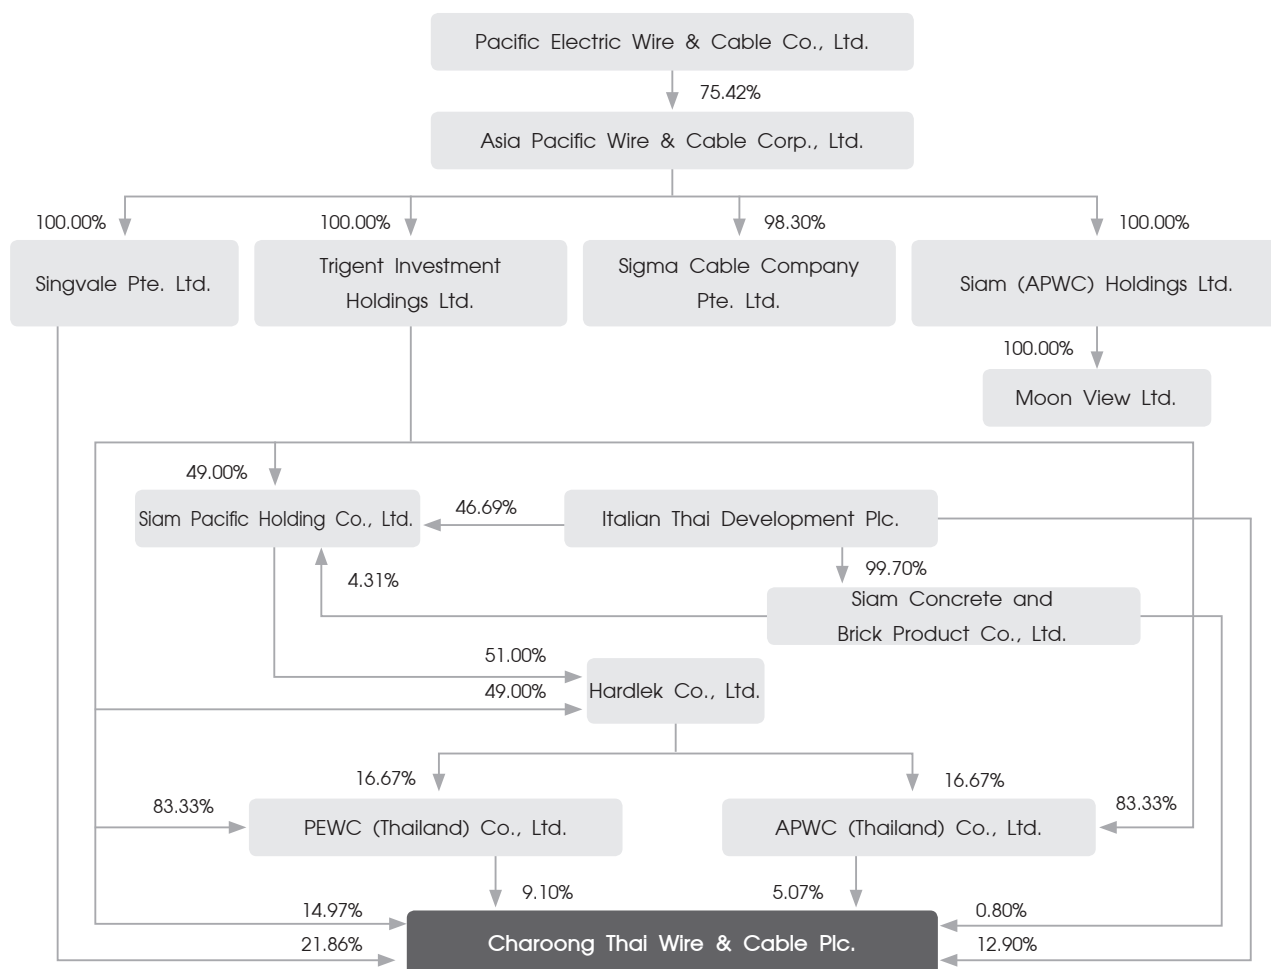 Pacific Electric Wire & Cable Co., Ltd.
75.42%
Asia Pacific Wire & Cable Corp., Ltd.
100.00%
100.00%
98.30%
100.00%
Singvale Pte. Ltd.
Trigent Investment
Holdings Ltd.
Sigma Cable Company
Pte. Ltd.
Siam (APWC) Holdings Ltd.
100.00%
Moon View Ltd.
49.00%
Siam Pacific Holding Co., Ltd.
46.69%
Italian Thai Development Plc.
4.31%
99.70%
Siam Concrete and
Brick Product Co., Ltd.
51.00%
49.00%
Hardlek Co., Ltd.
16.67%
16.67%
83.33%
83.33%
PEWC (Thailand) Co., Ltd.
APWC (Thailand) Co., Ltd.
9.10%
5.07%
14.97%
0.80%
21.86%
Charoong Thai Wire & Cable Plc.
12.90%